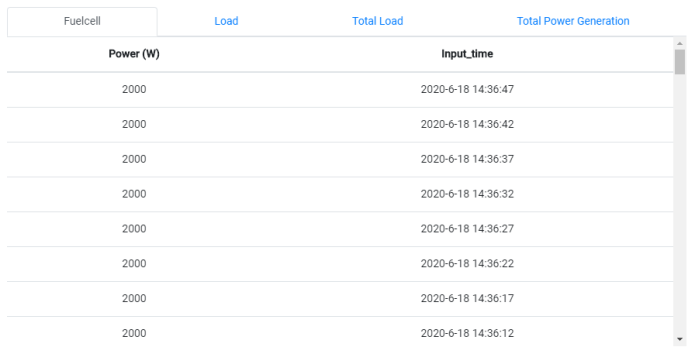 Fuelcell Load Total Load Total Power Generation
Power (W) Input_time
2000 2020-6-18 14:36:47
2000 2020-6-18 14:36:42
2000 2020-6-18 14:36:37
2000 2020-6-18 14:36:32
2000 2020-6-18 14:36:27
2000 2020-6-18 14:36:22
2000 2020-6-18 14:36:17
2000 2020-6-18 14:36:12